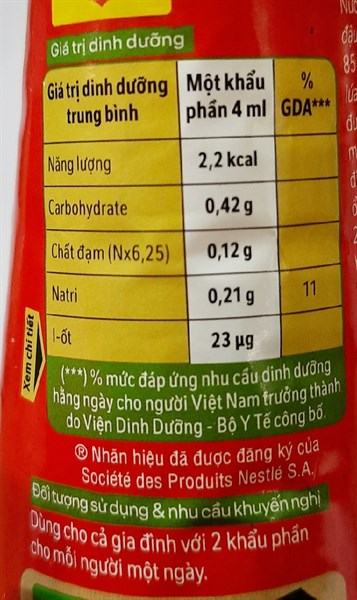 Giá trị dinh dưỡng
Giá trị dinh dưỡng trung bình | Một khẩu phần 4 ml | % GDA***
Năng lượng 2,2 kcal
Carbohydrate 0,42 g
Chất đạm (Nx6,25) 0,12 g
Natri 0,21 g 11
I-ốt 23 µg
Xem chi tiết
(***) % mức đáp ứng nhu cầu dinh dưỡng
hằng ngày cho người Việt Nam trưởng thành
do Viện Dinh Dưỡng - Bộ Y Tế công bố.
® Nhãn hiệu đã được đăng ký của
Société des Produits Nestlé S.A.
Đối tượng sử dụng & nhu cầu khuyến nghị
Dùng cho cả gia đình với 2 khẩu phần
cho mỗi người một ngày.